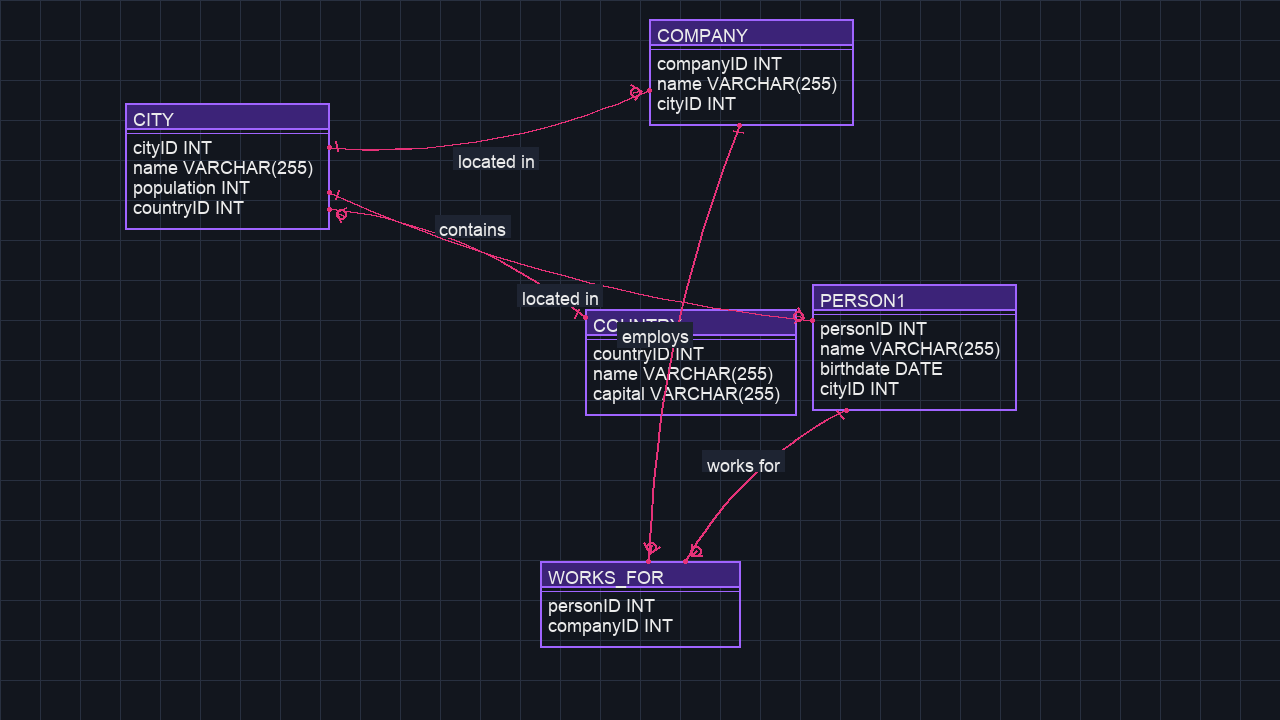 COMPANY
companyID INT
name VARCHAR(255)
cityID INT
CITY
cityID INT
name VARCHAR(255)
population INT
countryID INT
located in
contains
located in
PERSON1
personID INT
name VARCHAR(255)
birthdate DATE
cityID INT
COUNTRY
employs
countryID INT
name VARCHAR(255)
capital VARCHAR(255)
works for
WORKS_FOR
personID INT
companyID INT